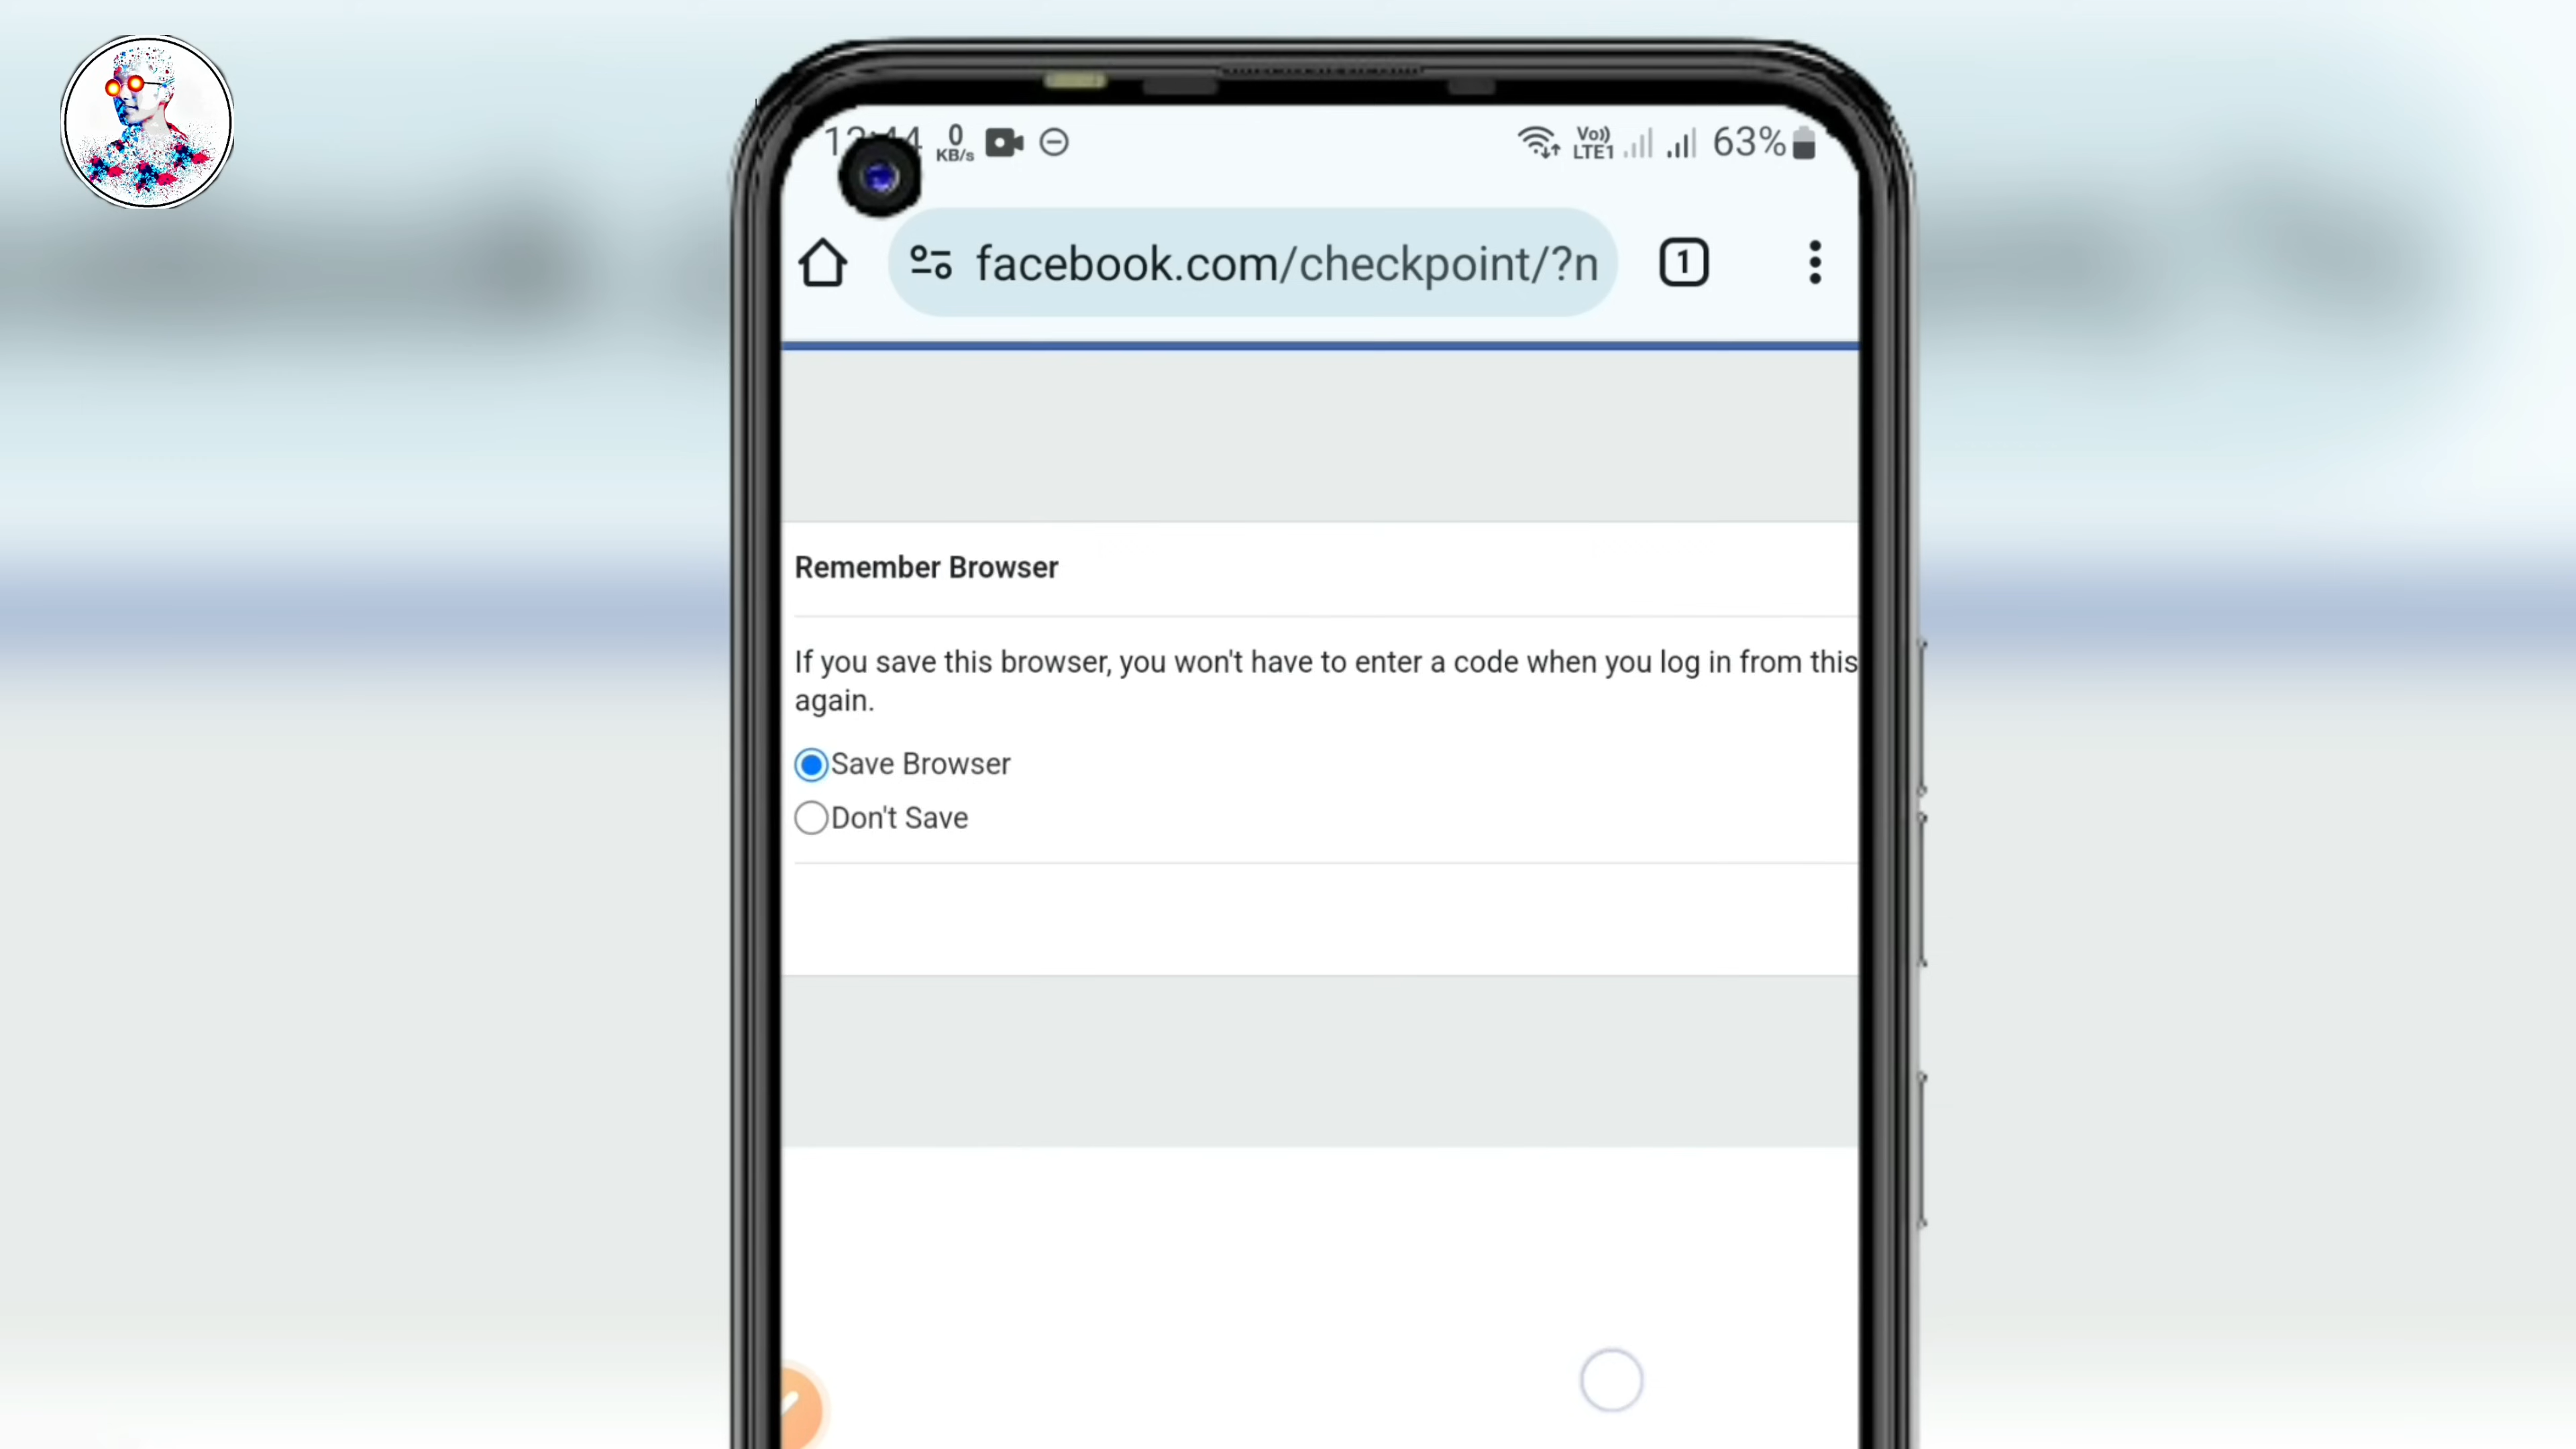 0
KB/s
Vo))
LTE1
63%
facebook.com/checkpoint/?n
1
Remember Browser
If you save this browser, you won't have to enter a code when you log in from this
again.
Save Browser
Don't Save